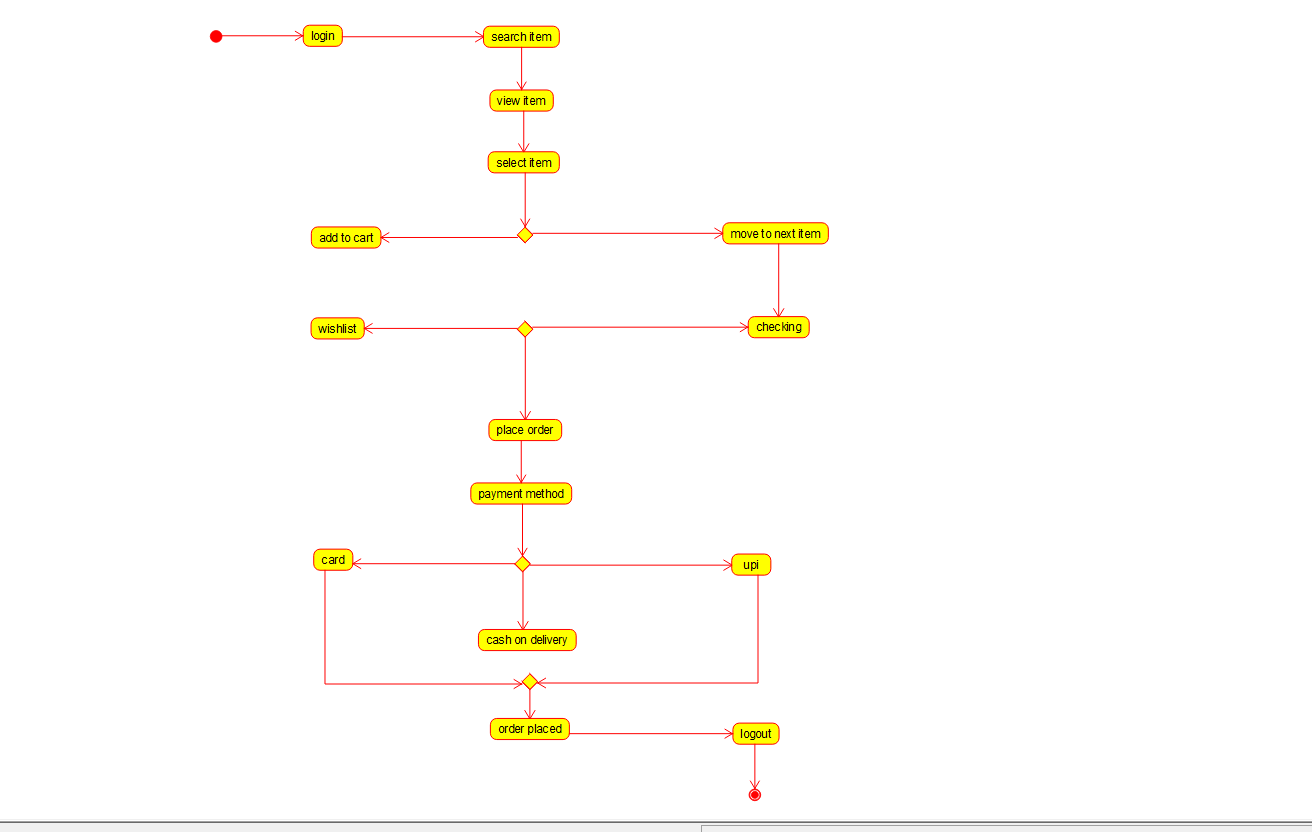 login
search item
view item
select item
add to cart
move to next item
wishlist
checking
place order
payment method
card
upi
cash on delivery
order placed
logout